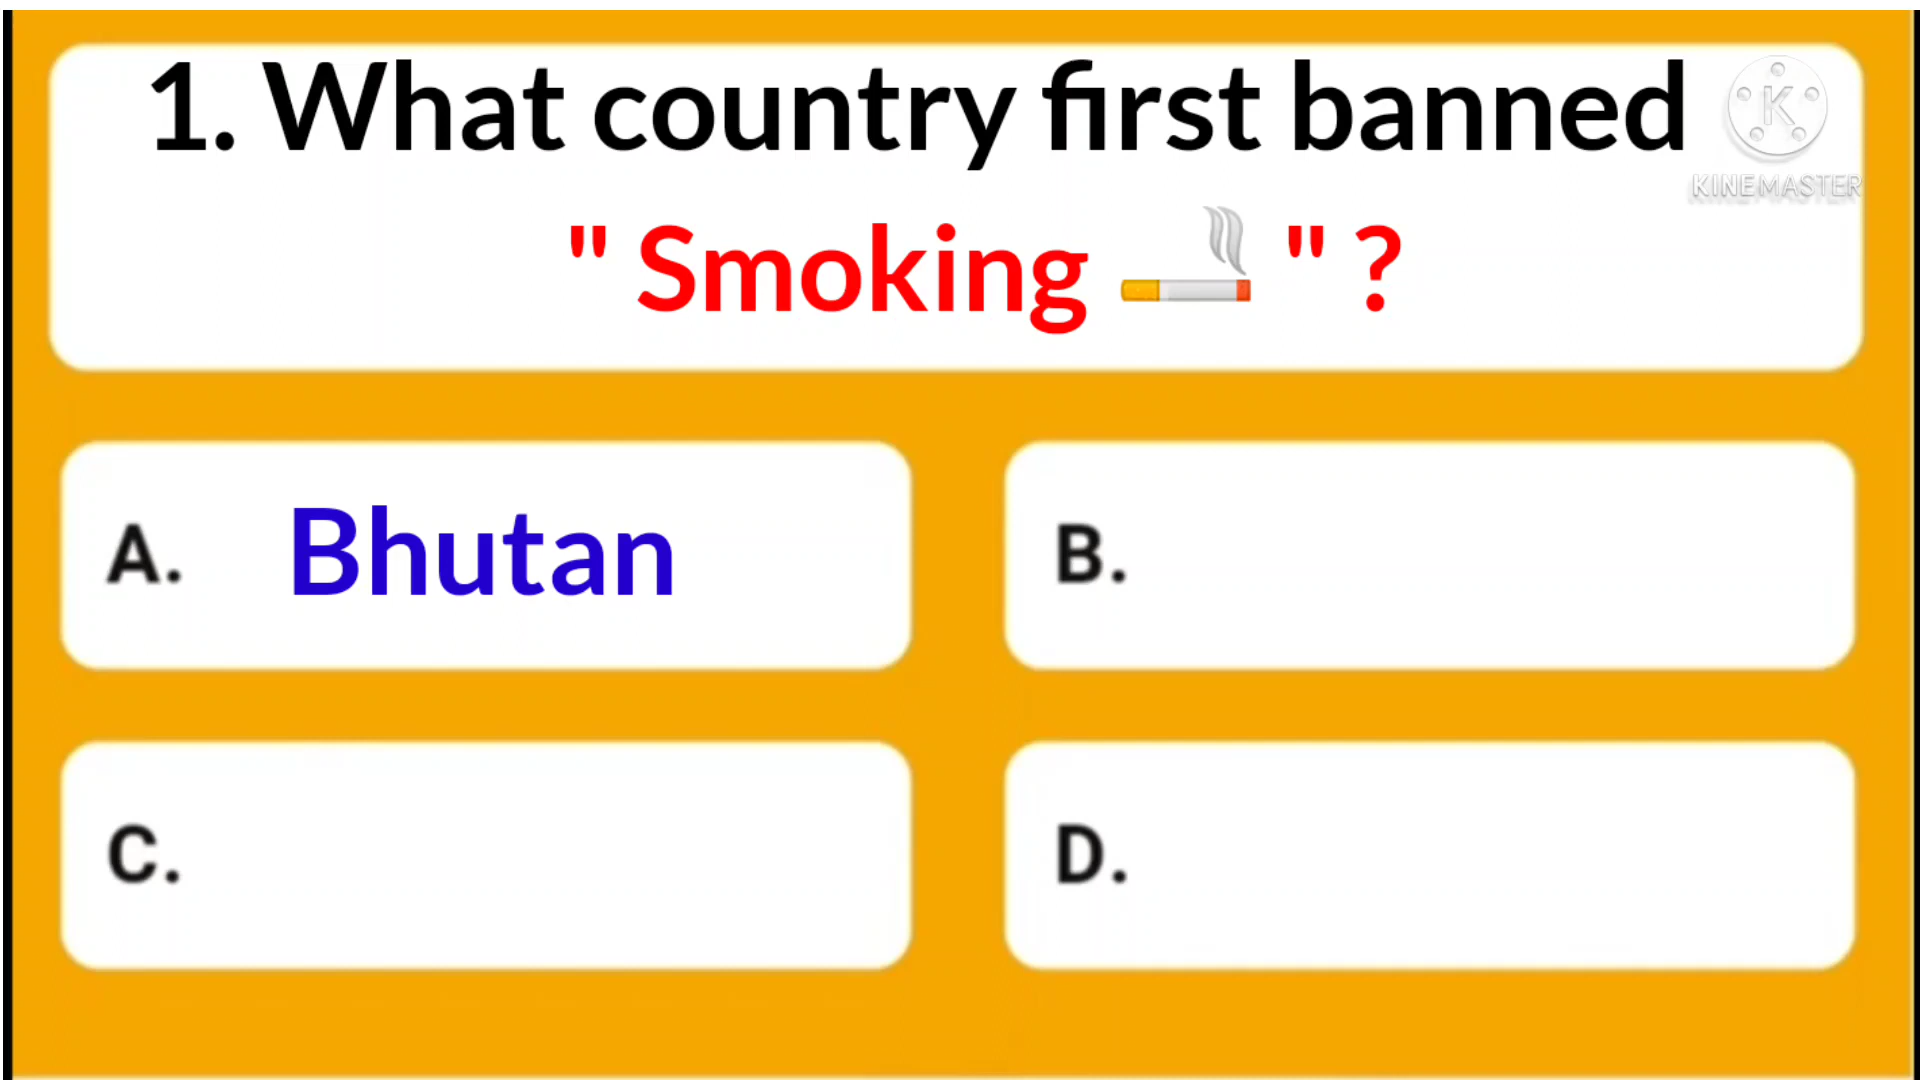 1. What country first banned
" Smoking 🚬 " ?
KINEMASTER
A. Bhutan
B.
C.
D.